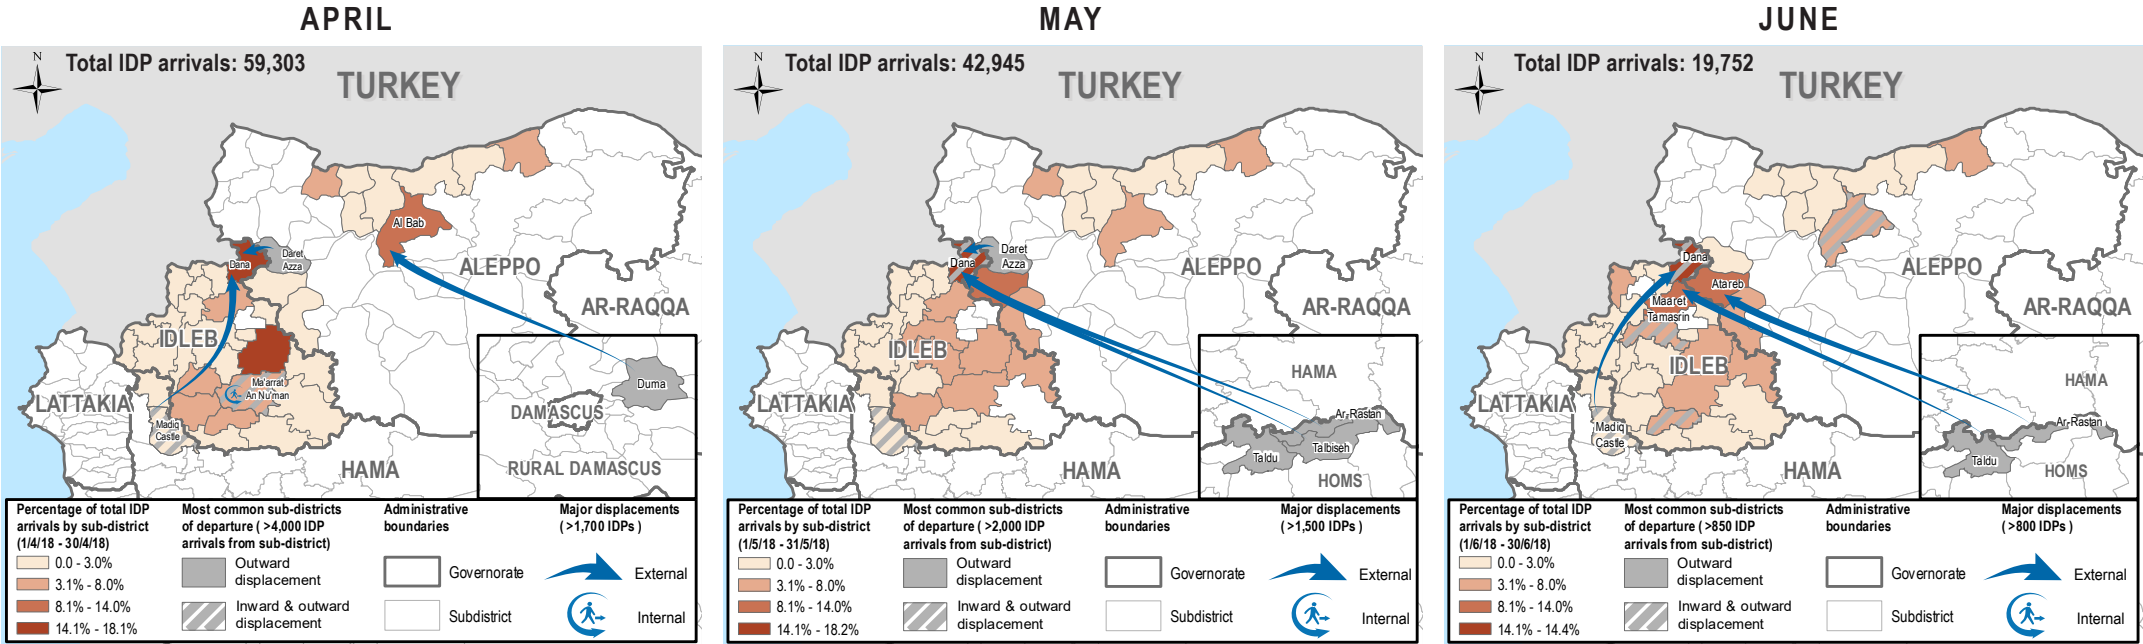 APRIL
N
Total IDP arrivals: 59,303
TURKEY
Al Bab
Daret
Azza
Dana
ALEPPO
AR-RAQQA
IDLEB
Ma'arrat
An Nu'man
LATTAKIA
Madiq
Castle
HAMA
Duma
DAMASCUS
RURAL DAMASCUS
Percentage of total IDP
arrivals by sub-district
(1/4/18 - 30/4/18)
0.0 - 3.0%
3.1% - 8.0%
8.1% - 14.0%
14.1% - 18.1%
Most common sub-districts
of departure ( >4,000 IDP
arrivals from sub-district)
Outward
displacement
Inward & outward
displacement
Administrative
boundaries
Governorate
Subdistrict
Major displacements
( >1,700 IDPs )
External
Internal
MAY
N
Total IDP arrivals: 42,945
TURKEY
Daret
Azza
Dana
ALEPPO
AR-RAQQA
IDLEB
LATTAKIA
HAMA
HAMA
Ar-Rastan
Talbiseh
Taldu
HOMS
Percentage of total IDP
arrivals by sub-district
(1/5/18 - 31/5/18)
0.0 - 3.0%
3.1% - 8.0%
8.1% - 14.0%
14.1% - 18.2%
Most common sub-districts
of departure ( >2,000 IDP
arrivals from sub-district)
Outward
displacement
Inward & outward
displacement
Administrative
boundaries
Governorate
Subdistrict
Major displacements
( >1,500 IDPs )
External
Internal
JUNE
N
Total IDP arrivals: 19,752
TURKEY
Dana
Atareb
Maaret
Tamasrin
ALEPPO
AR-RAQQA
IDLEB
LATTAKIA
Madiq
Castle
HAMA
HAMA
Ar-Rastan
Taldu
HOMS
Percentage of total IDP
arrivals by sub-district
(1/6/18 - 30/6/18)
0.0 - 3.0%
3.1% - 8.0%
8.1% - 14.0%
14.1% - 14.4%
Most common sub-districts
of departure ( >850 IDP
arrivals from sub-district)
Outward
displacement
Inward & outward
displacement
Administrative
boundaries
Governorate
Subdistrict
Major displacements
( >800 IDPs )
External
Internal